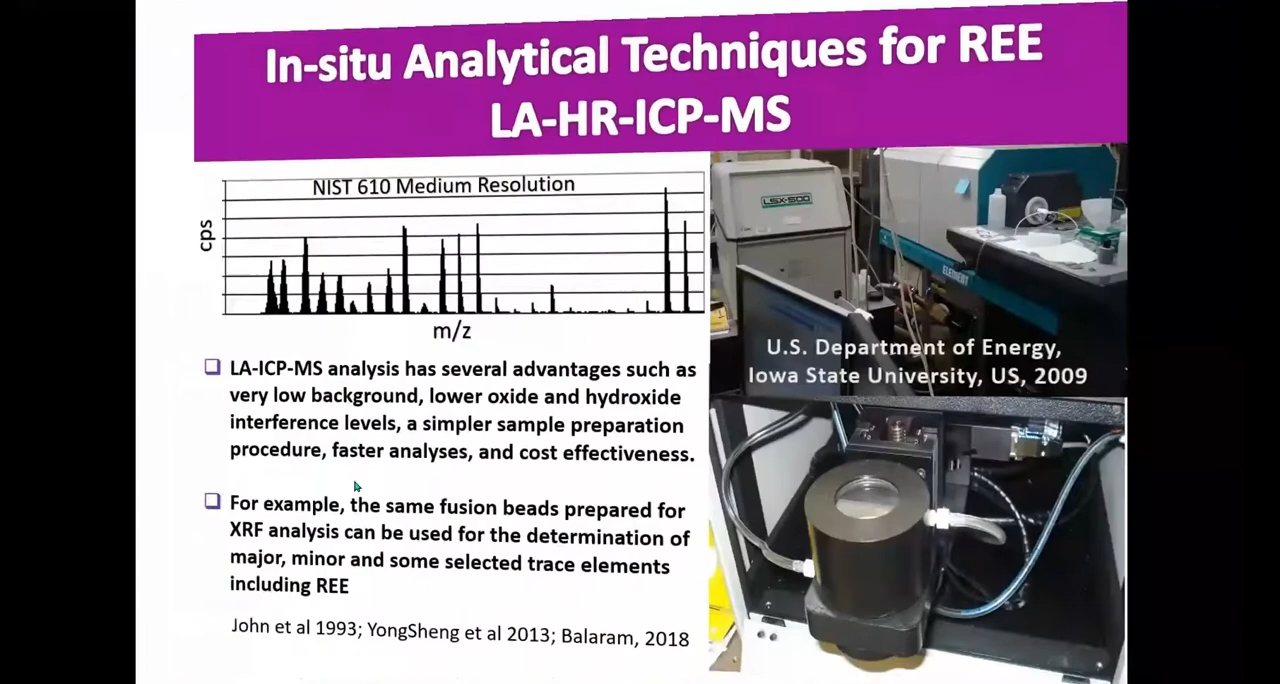 In-situ Analytical Techniques for REE
LA-HR-ICP-MS
NIST 610 Medium Resolution
cps
m/z
LSX-500
ELEMENT
U.S. Department of Energy,
Iowa State University, US, 2009
❑ LA-ICP-MS analysis has several advantages such as
very low background, lower oxide and hydroxide
interference levels, a simpler sample preparation
procedure, faster analyses, and cost effectiveness.
❑ For example, the same fusion beads prepared for
XRF analysis can be used for the determination of
major, minor and some selected trace elements
including REE
John et al 1993; YongSheng et al 2013; Balaram, 2018